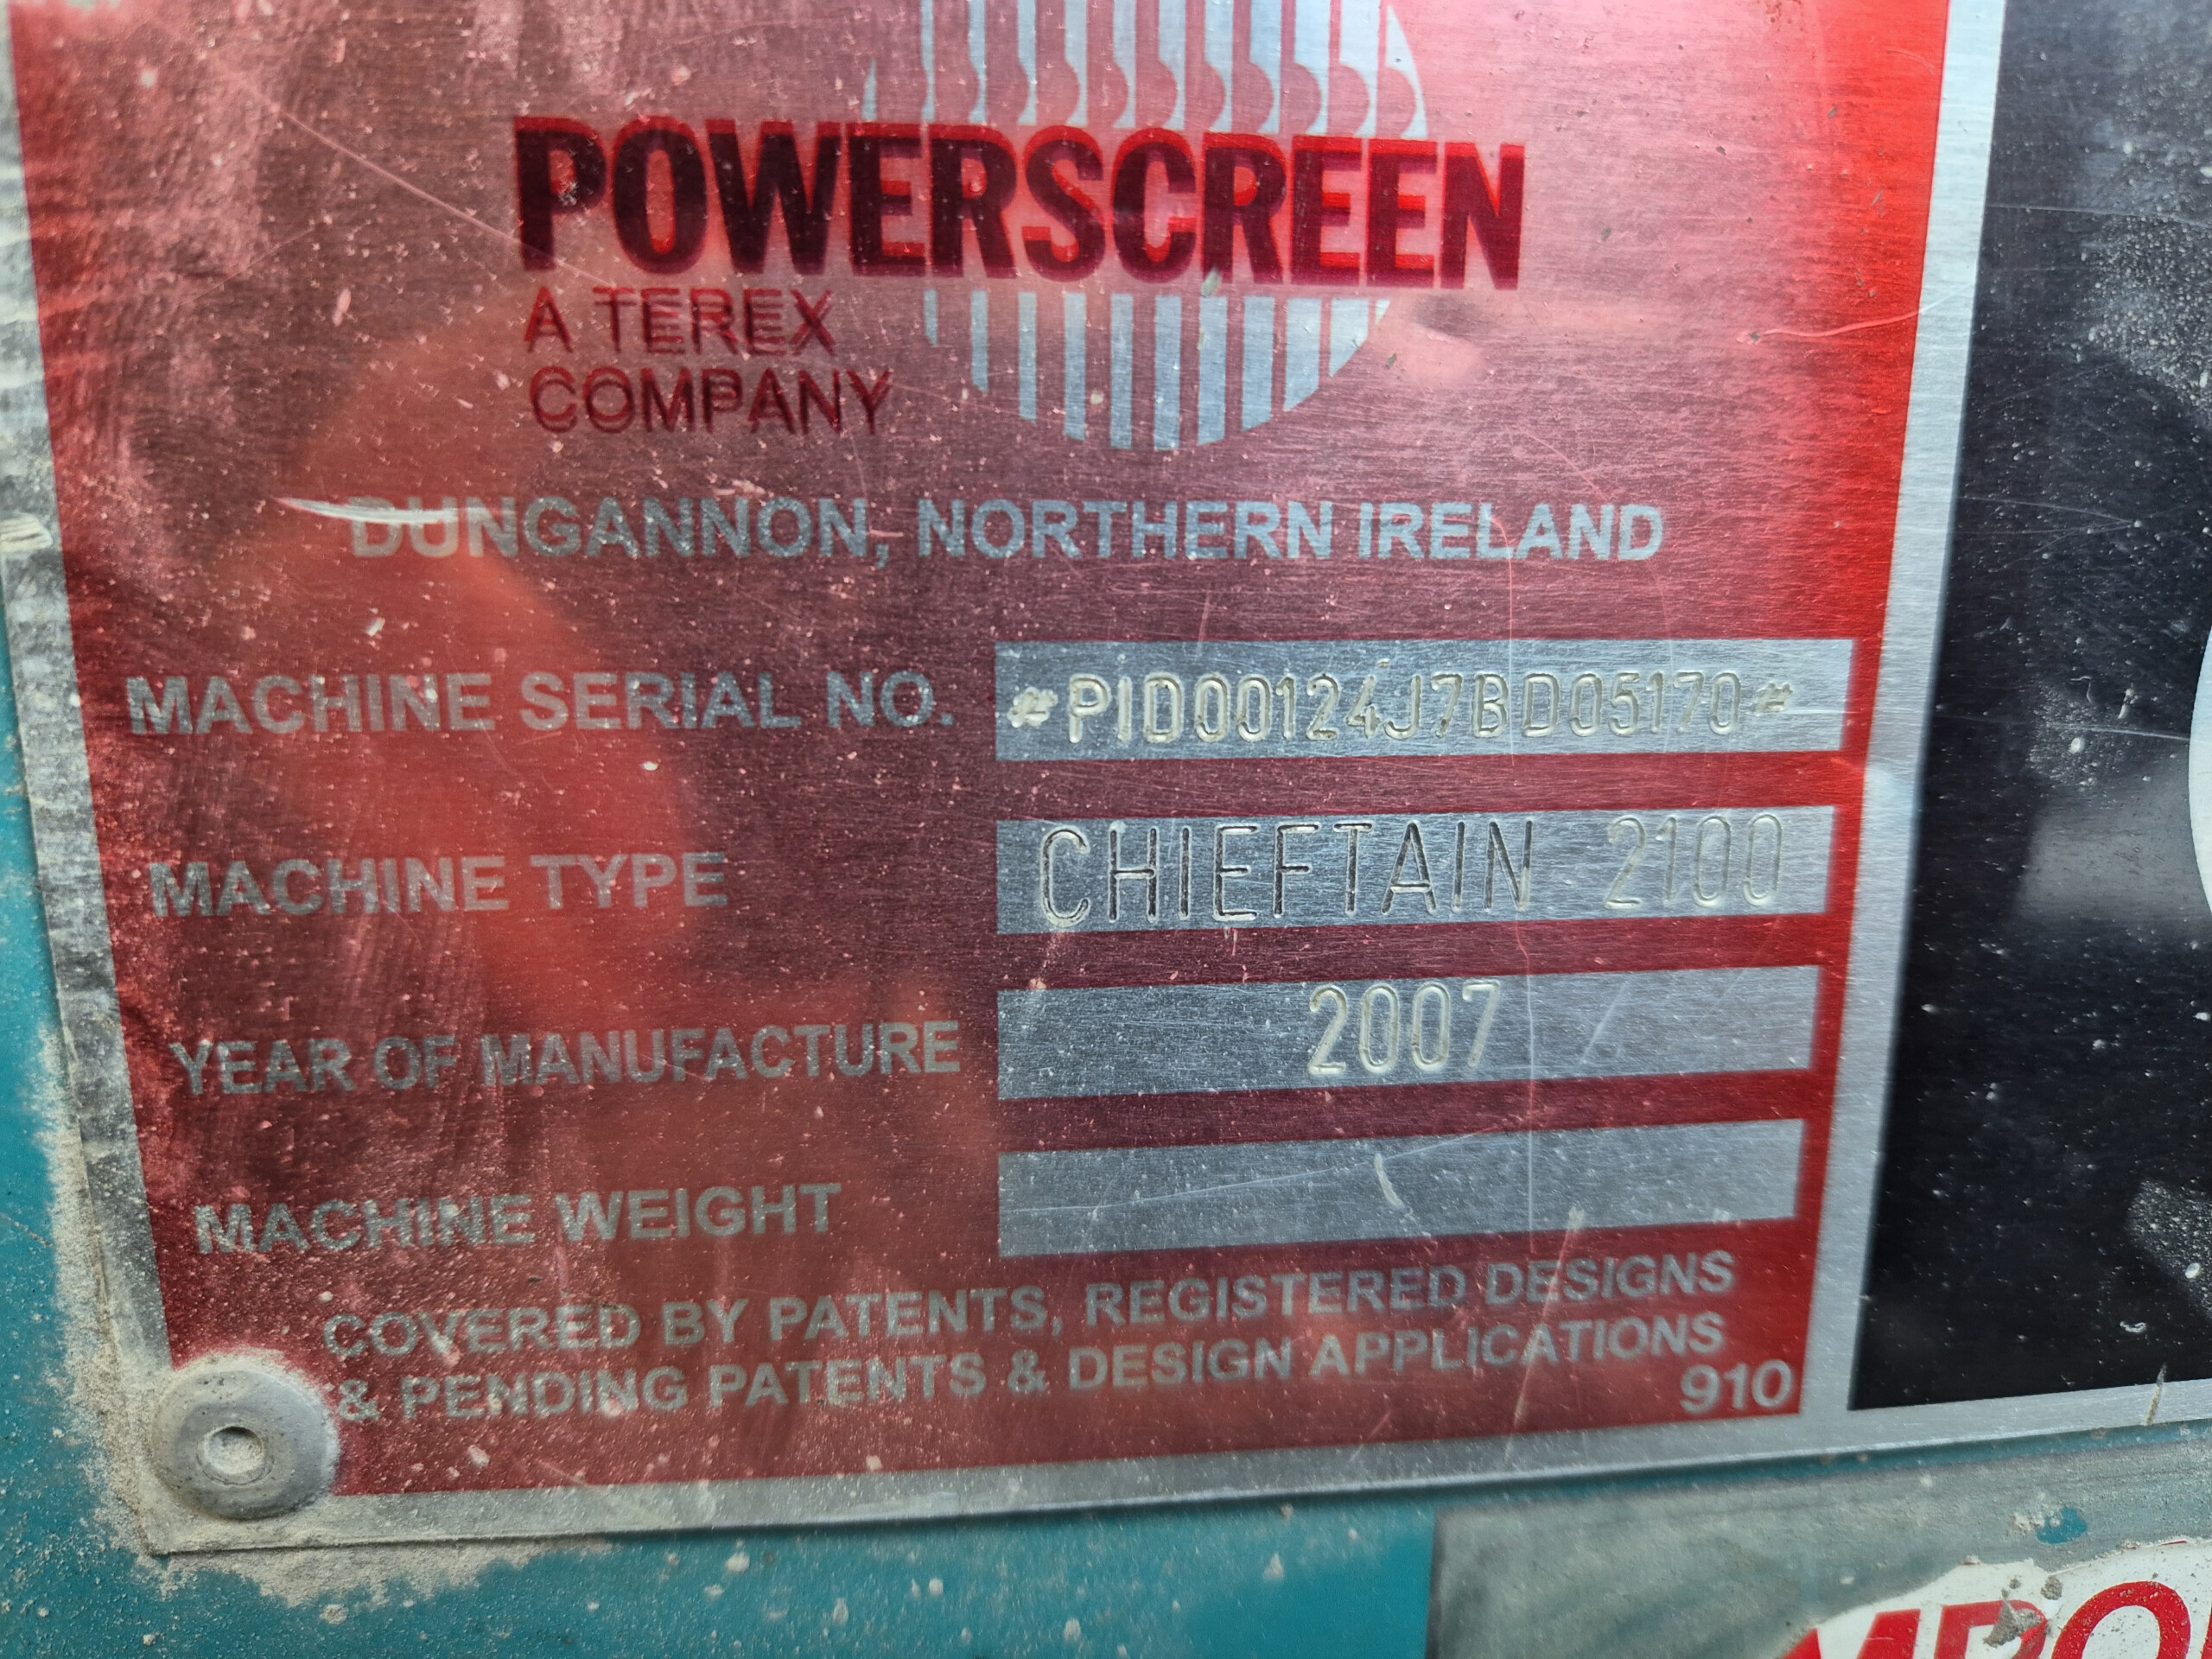 POWERSCREEN
A TEREX
COMPANY
DUNGANNON, NORTHERN IRELAND
MACHINE SERIAL NO. *PID00124J7BD05170*
MACHINE TYPE CHIEFTAIN 2100
YEAR OF MANUFACTURE 2007
MACHINE WEIGHT
COVERED BY PATENTS, REGISTERED DESIGNS
& PENDING PATENTS & DESIGN APPLICATIONS
910